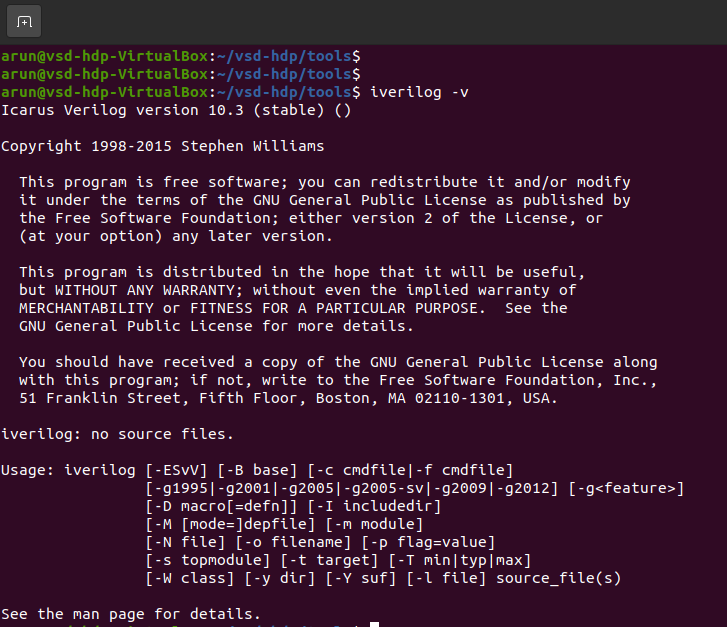 arun@vsd-hdp-VirtualBox:~/vsd-hdp/tools$
arun@vsd-hdp-VirtualBox:~/vsd-hdp/tools$
arun@vsd-hdp-VirtualBox:~/vsd-hdp/tools$ iverilog -v
Icarus Verilog version 10.3 (stable) ()

Copyright 1998-2015 Stephen Williams

  This program is free software; you can redistribute it and/or modify
  it under the terms of the GNU General Public License as published by
  the Free Software Foundation; either version 2 of the License, or
  (at your option) any later version.

  This program is distributed in the hope that it will be useful,
  but WITHOUT ANY WARRANTY; without even the implied warranty of
  MERCHANTABILITY or FITNESS FOR A PARTICULAR PURPOSE.  See the
  GNU General Public License for more details.

  You should have received a copy of the GNU General Public License along
  with this program; if not, write to the Free Software Foundation, Inc.,
  51 Franklin Street, Fifth Floor, Boston, MA 02110-1301, USA.

iverilog: no source files.

Usage: iverilog [-ESvV] [-B base] [-c cmdfile|-f cmdfile]
                [-g1995|-g2001|-g2005|-g2005-sv|-g2009|-g2012] [-g<feature>]
                [-D macro[=defn]] [-I includedir]
                [-M [mode=]depfile] [-m module]
                [-N file] [-o filename] [-p flag=value]
                [-s topmodule] [-t target] [-T min|typ|max]
                [-W class] [-y dir] [-Y suf] [-l file] source_file(s)

See the man page for details.